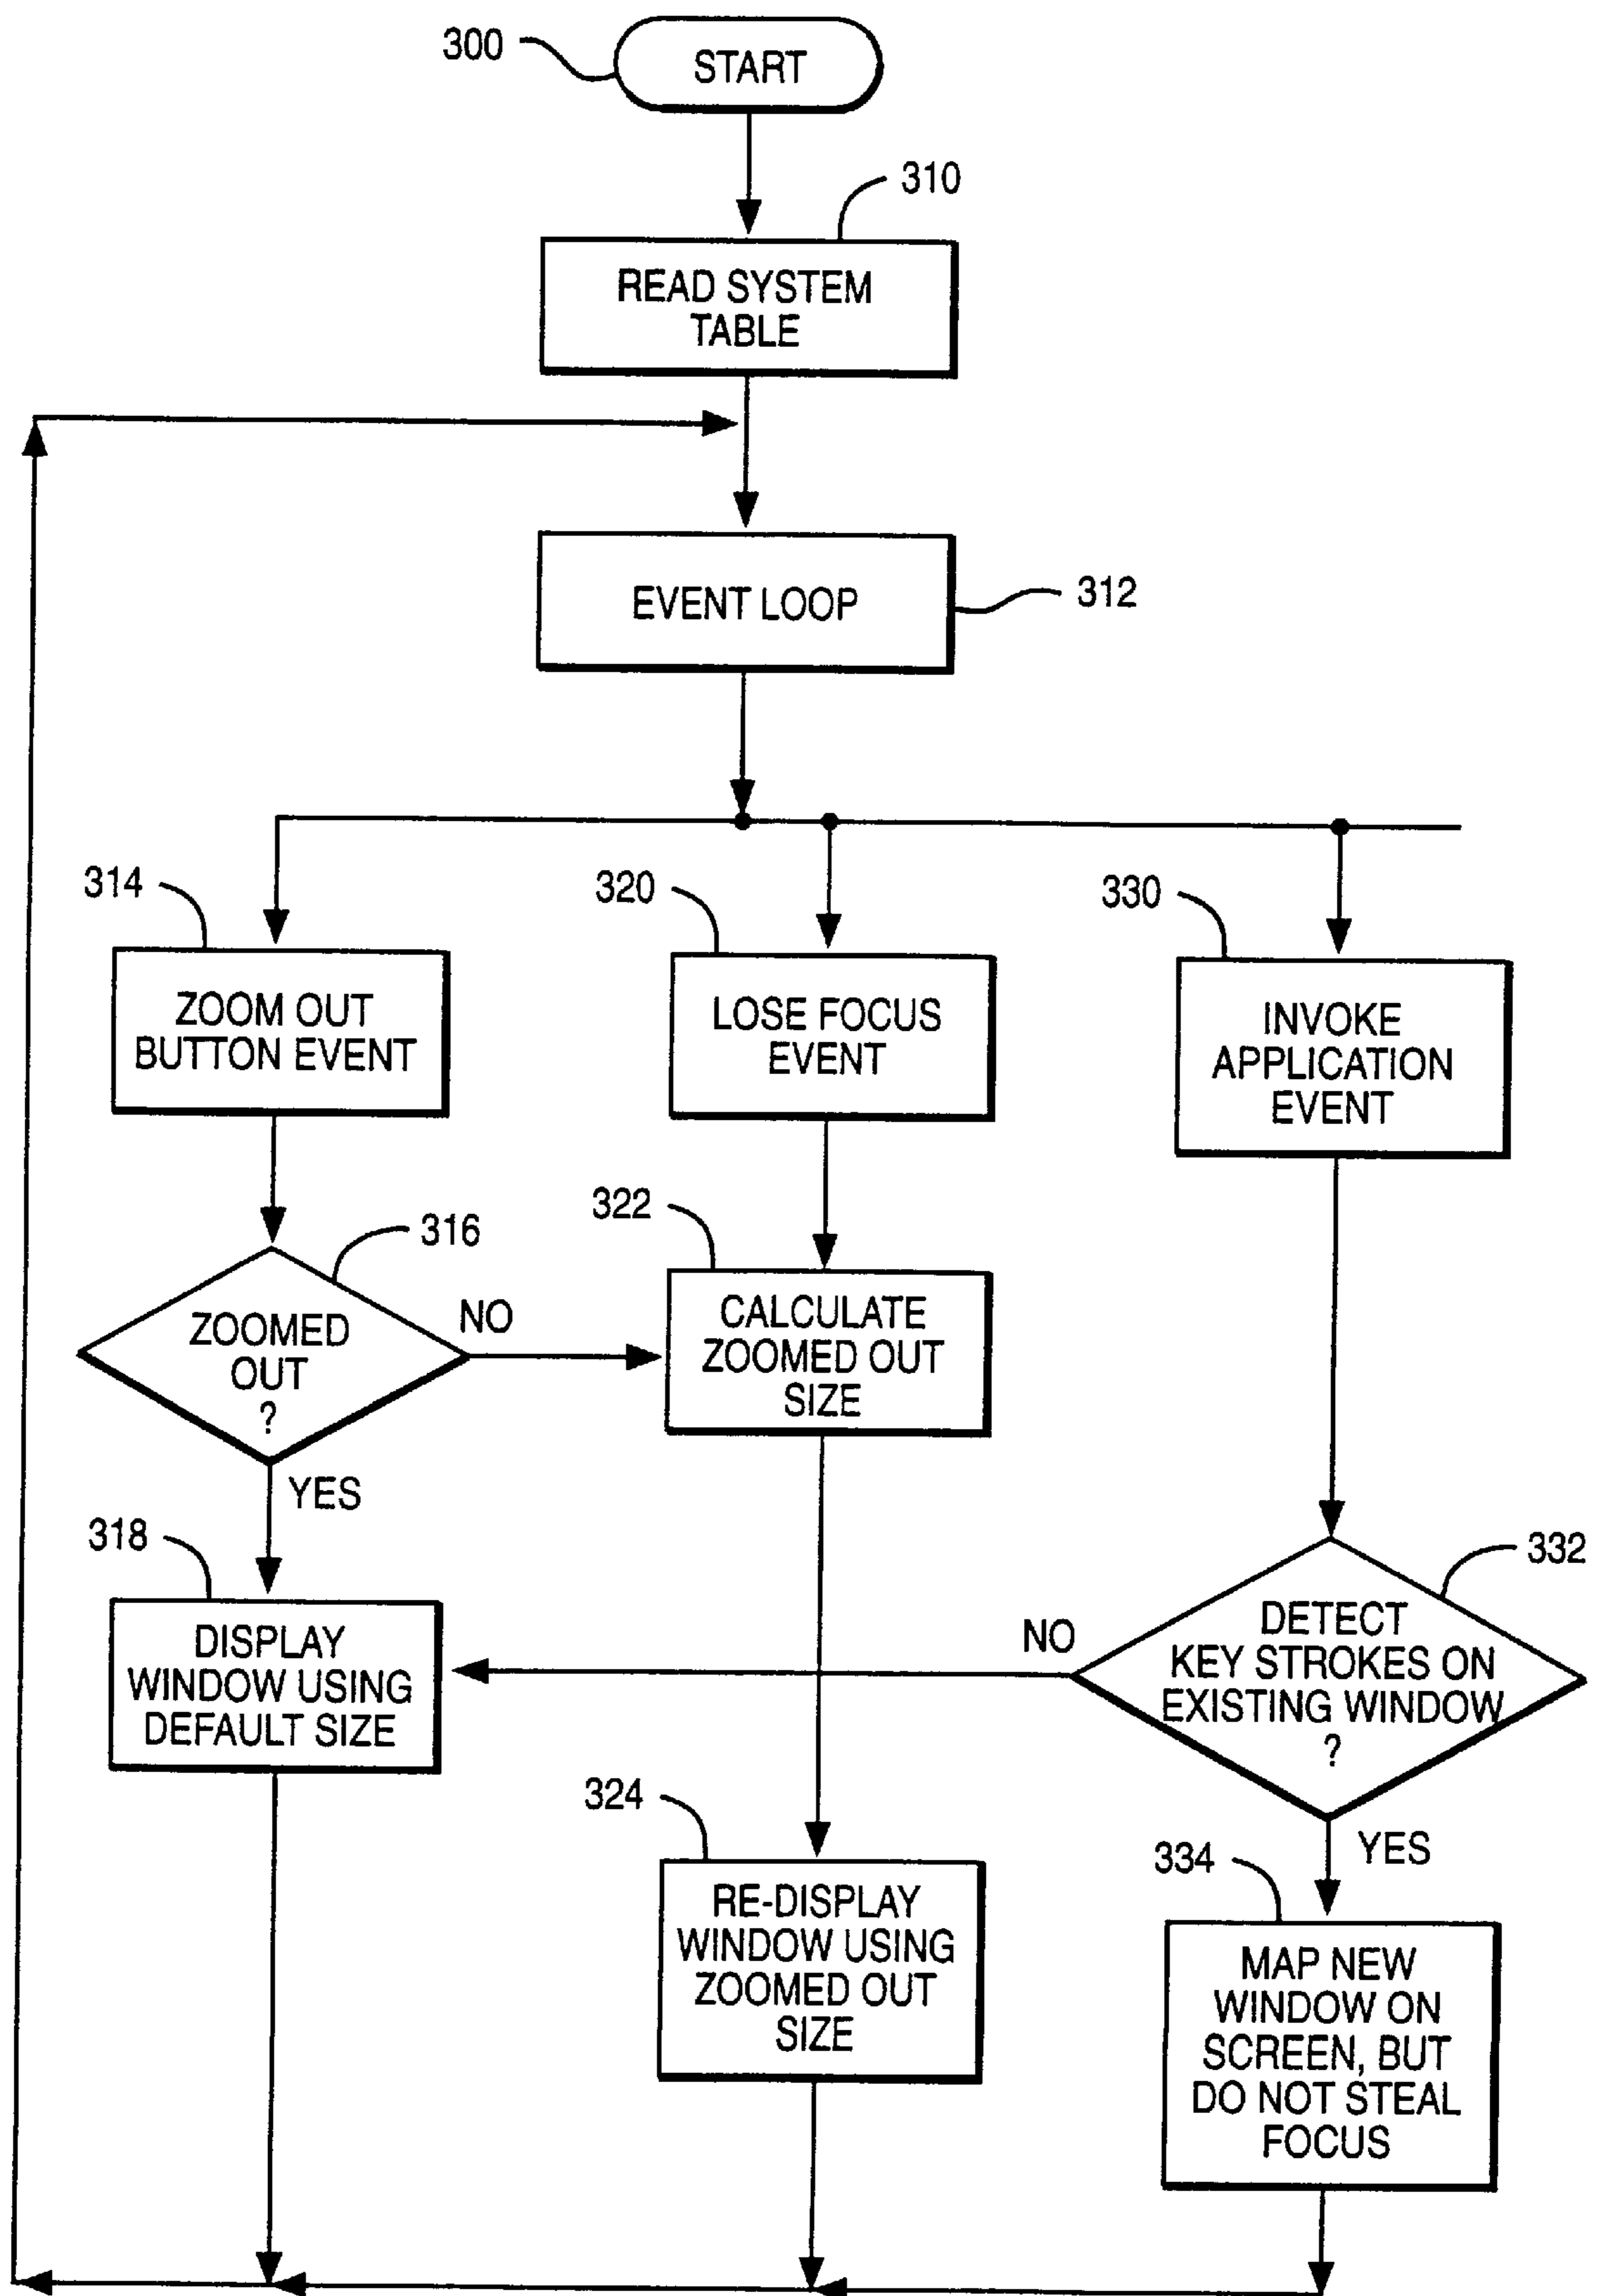 300
START
310
READ SYSTEM
TABLE
EVENT LOOP
312
314
320
330
ZOOM OUT
BUTTON EVENT
LOSE FOCUS
EVENT
INVOKE
APPLICATION
EVENT
316
322
ZOOMED
OUT
?
NO
CALCULATE
ZOOMED OUT
SIZE
YES
318
332
DISPLAY
WINDOW USING
DEFAULT SIZE
NO
DETECT
KEY STROKES ON
EXISTING WINDOW
?
324
YES
334
RE-DISPLAY
WINDOW USING
ZOOMED OUT
SIZE
MAP NEW
WINDOW ON
SCREEN, BUT
DO NOT STEAL
FOCUS